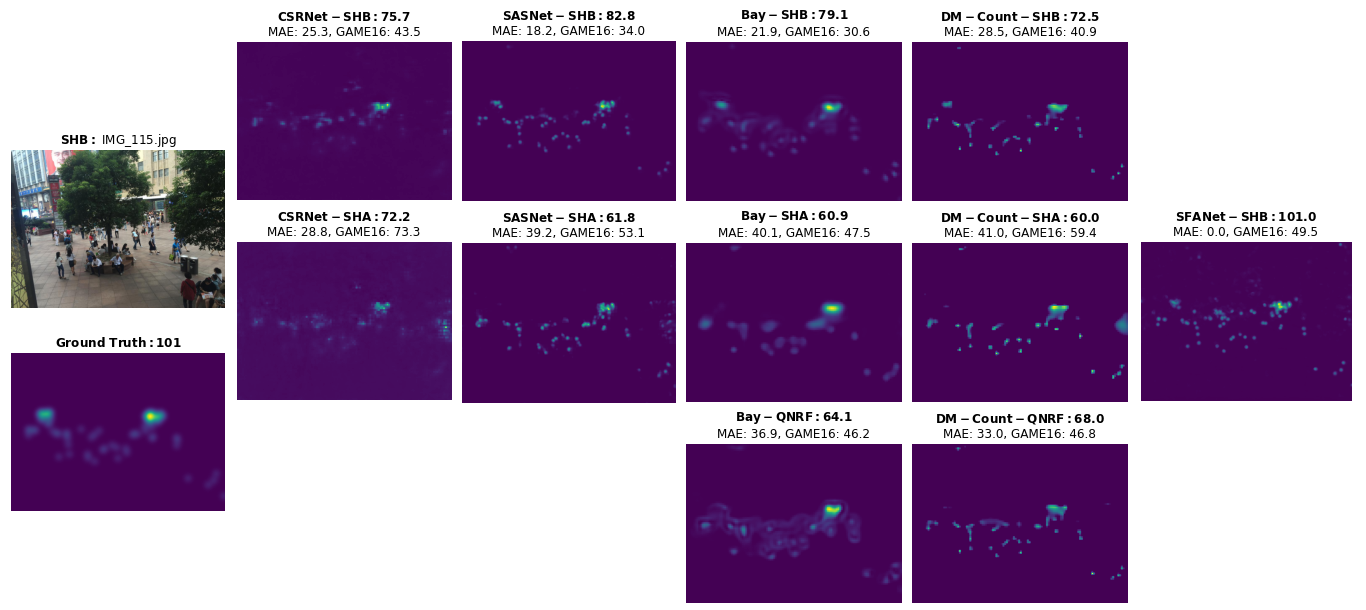 CSRNet − SHB : 75.7
MAE: 25.3, GAME16: 43.5
SASNet − SHB : 82.8
MAE: 18.2, GAME16: 34.0
Bay − SHB : 79.1
MAE: 21.9, GAME16: 30.6
DM − Count − SHB : 72.5
MAE: 28.5, GAME16: 40.9
SHB : IMG_115.jpg
CSRNet − SHA : 72.2
MAE: 28.8, GAME16: 73.3
SASNet − SHA : 61.8
MAE: 39.2, GAME16: 53.1
Bay − SHA : 60.9
MAE: 40.1, GAME16: 47.5
DM − Count − SHA : 60.0
MAE: 41.0, GAME16: 59.4
SFANet − SHB : 101.0
MAE: 0.0, GAME16: 49.5
Ground Truth : 101
Bay − QNRF : 64.1
MAE: 36.9, GAME16: 46.2
DM − Count − QNRF : 68.0
MAE: 33.0, GAME16: 46.8